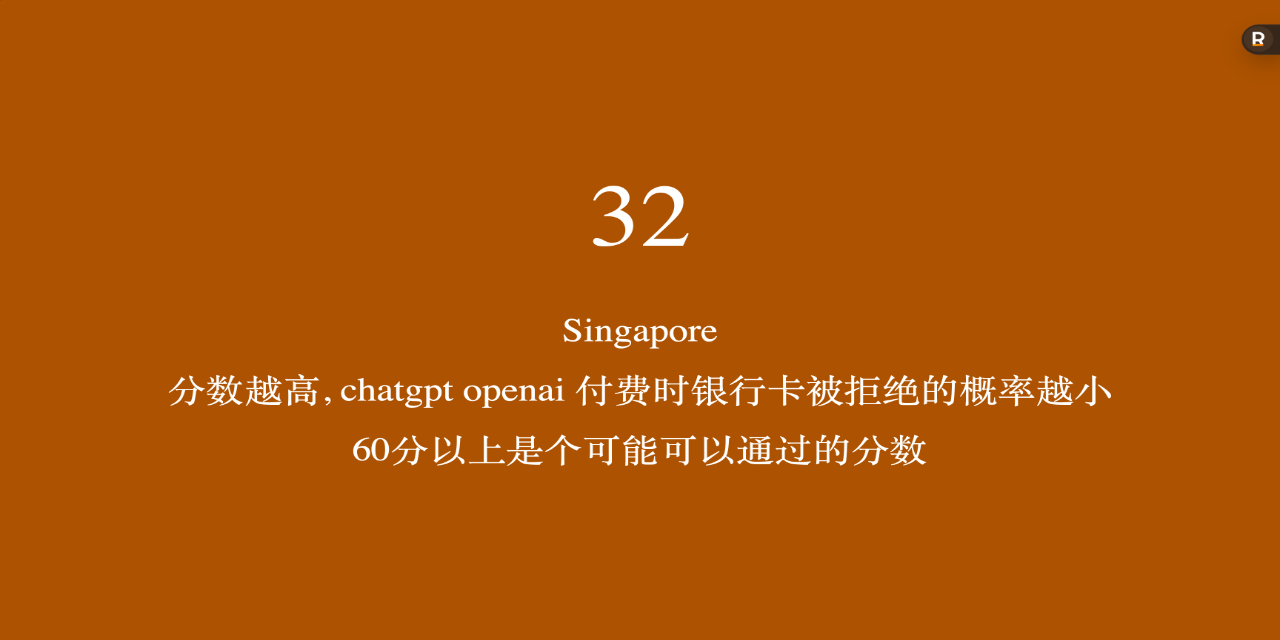 R
32
Singapore
分数越高, chatgpt openai 付费时银行卡被拒绝的概率越小
60分以上是个可能可以通过的分数